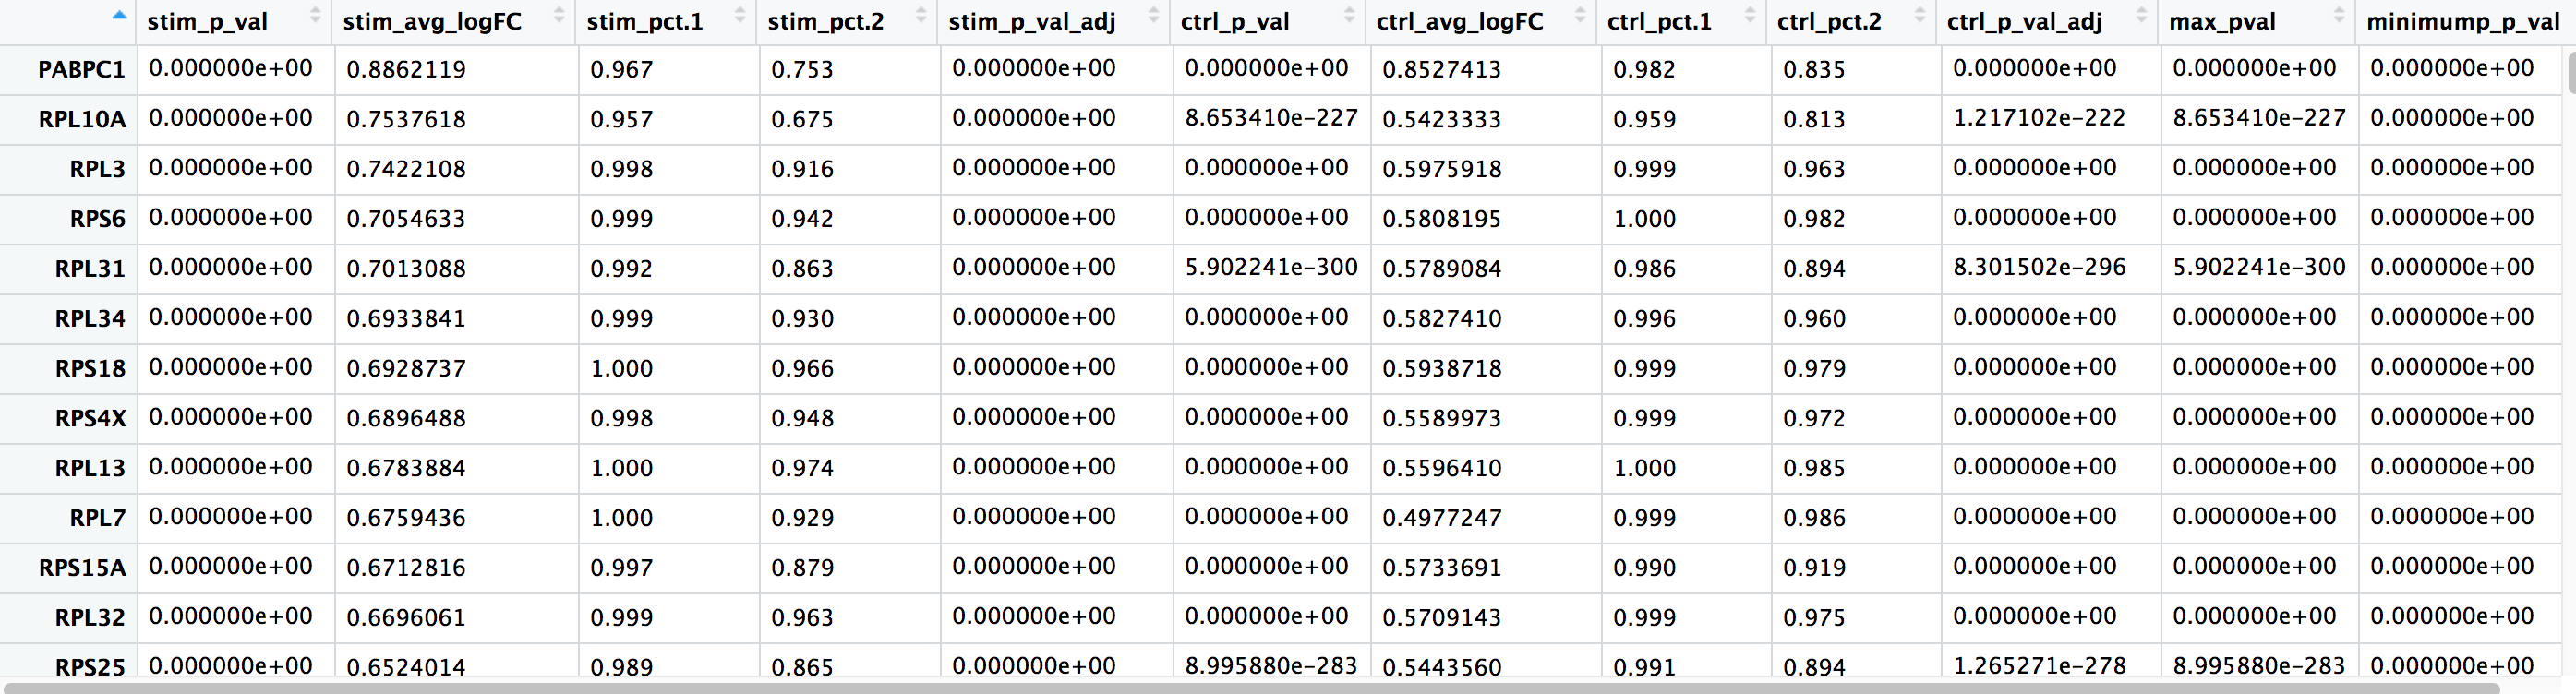 stim_p_val stim_avg_logFC stim_pct.1 stim_pct.2 stim_p_val_adj ctrl_p_val ctrl_avg_logFC ctrl_pct.1 ctrl_pct.2 ctrl_p_val_adj max_pval minimump_p_val
PABPC1 0.000000e+00 0.8862119 0.967 0.753 0.000000e+00 0.000000e+00 0.8527413 0.982 0.835 0.000000e+00 0.000000e+00 0.000000e+00
RPL10A 0.000000e+00 0.7537618 0.957 0.675 0.000000e+00 8.653410e-227 0.5423333 0.959 0.813 1.217102e-222 8.653410e-227 0.000000e+00
RPL3 0.000000e+00 0.7422108 0.998 0.916 0.000000e+00 0.000000e+00 0.5975918 0.999 0.963 0.000000e+00 0.000000e+00 0.000000e+00
RPS6 0.000000e+00 0.7054633 0.999 0.942 0.000000e+00 0.000000e+00 0.5808195 1.000 0.982 0.000000e+00 0.000000e+00 0.000000e+00
RPL31 0.000000e+00 0.7013088 0.992 0.863 0.000000e+00 5.902241e-300 0.5789084 0.986 0.894 8.301502e-296 5.902241e-300 0.000000e+00
RPL34 0.000000e+00 0.6933841 0.999 0.930 0.000000e+00 0.000000e+00 0.5827410 0.996 0.960 0.000000e+00 0.000000e+00 0.000000e+00
RPS18 0.000000e+00 0.6928737 1.000 0.966 0.000000e+00 0.000000e+00 0.5938718 0.999 0.979 0.000000e+00 0.000000e+00 0.000000e+00
RPS4X 0.000000e+00 0.6896488 0.998 0.948 0.000000e+00 0.000000e+00 0.5589973 0.999 0.972 0.000000e+00 0.000000e+00 0.000000e+00
RPL13 0.000000e+00 0.6783884 1.000 0.974 0.000000e+00 0.000000e+00 0.5596410 1.000 0.985 0.000000e+00 0.000000e+00 0.000000e+00
RPL7 0.000000e+00 0.6759436 1.000 0.929 0.000000e+00 0.000000e+00 0.4977247 0.999 0.986 0.000000e+00 0.000000e+00 0.000000e+00
RPS15A 0.000000e+00 0.6712816 0.997 0.879 0.000000e+00 0.000000e+00 0.5733691 0.990 0.919 0.000000e+00 0.000000e+00 0.000000e+00
RPL32 0.000000e+00 0.6696061 0.999 0.963 0.000000e+00 0.000000e+00 0.5709143 0.999 0.975 0.000000e+00 0.000000e+00 0.000000e+00
RPS25 0.000000e+00 0.6524014 0.989 0.865 0.000000e+00 8.995880e-283 0.5443560 0.991 0.894 1.265271e-278 8.995880e-283 0.000000e+00